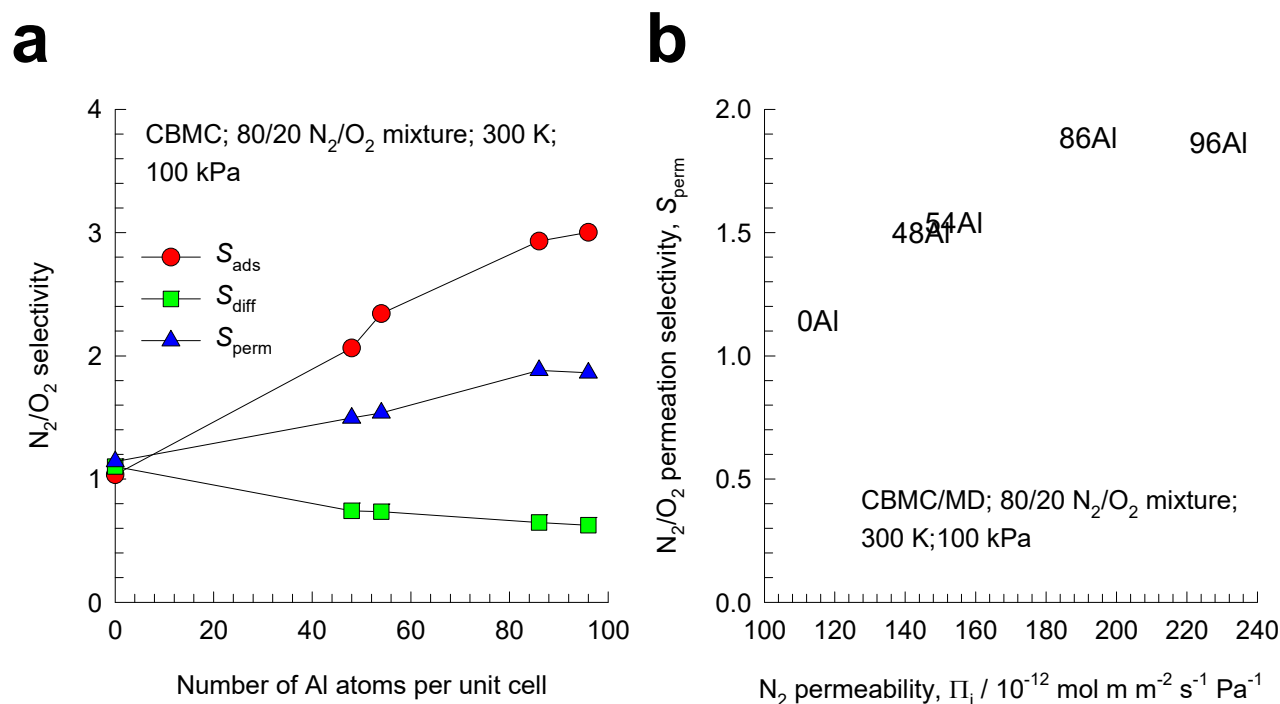 a
4
3
2
1
0
CBMC; 80/20 N₂/O₂ mixture; 300 K;
100 kPa
S_ads
S_diff
S_perm
N₂/O₂ selectivity
0 20 40 60 80 100
Number of Al atoms per unit cell
b
2.0
1.5
1.0
0.5
0.0
N₂/O₂ permeation selectivity, S_perm
86Al
96Al
54Al
48Al
0Al
CBMC/MD; 80/20 N₂/O₂ mixture;
300 K;100 kPa
100 120 140 160 180 200 220 240
N₂ permeability, Πᵢ / 10⁻¹² mol m m⁻² s⁻¹ Pa⁻¹